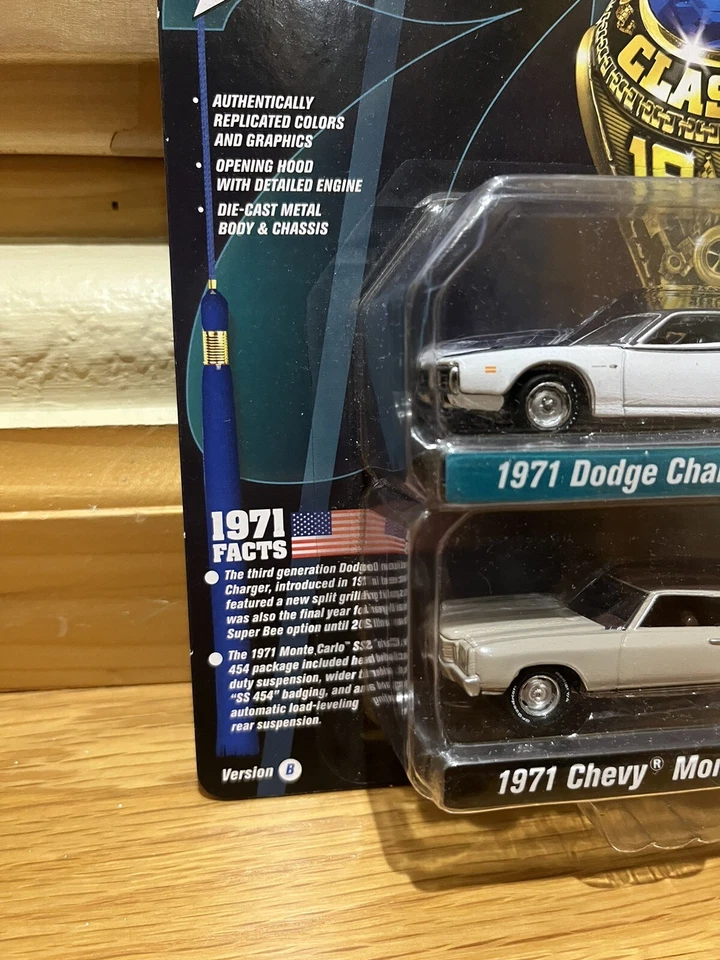 CLAS
AUTHENTICALLY
REPLICATED COLORS
AND GRAPHICS
OPENING HOOD
WITH DETAILED ENGINE
DIE-CAST METAL
BODY & CHASSIS
1971 Dodge Cha
1971
FACTS
The third generation Dodge
Charger, introduced in
featured a new split
was also the final year
Super Bee option until
The 1971 Monte Carlo™
454 package included
duty suspension, wider
"SS 454" badging, and
automatic load-leveling
rear suspension.
Version B
1971 Chevy® Mon